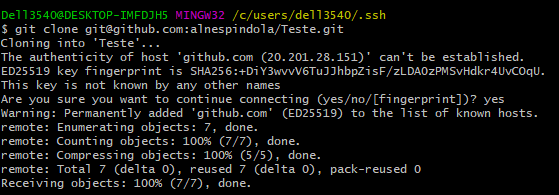 Dell3540@DESKTOP-IMFDJH5 MINGW32 /c/users/dell3540/.ssh
$ git clone git@github.com:alnespindola/Teste.git
Cloning into 'Teste'...
The authenticity of host 'github.com (20.201.28.151)' can't be established.
ED25519 key fingerprint is SHA256:+DiY3wvvV6TuJJhbpZisF/zLDA0zPMSvHdkr4UvCOqU.
This key is not known by any other names
Are you sure you want to continue connecting (yes/no/[fingerprint])? yes
Warning: Permanently added 'github.com' (ED25519) to the list of known hosts.
remote: Enumerating objects: 7, done.
remote: Counting objects: 100% (7/7), done.
remote: Compressing objects: 100% (5/5), done.
remote: Total 7 (delta 0), reused 7 (delta 0), pack-reused 0
Receiving objects: 100% (7/7), done.